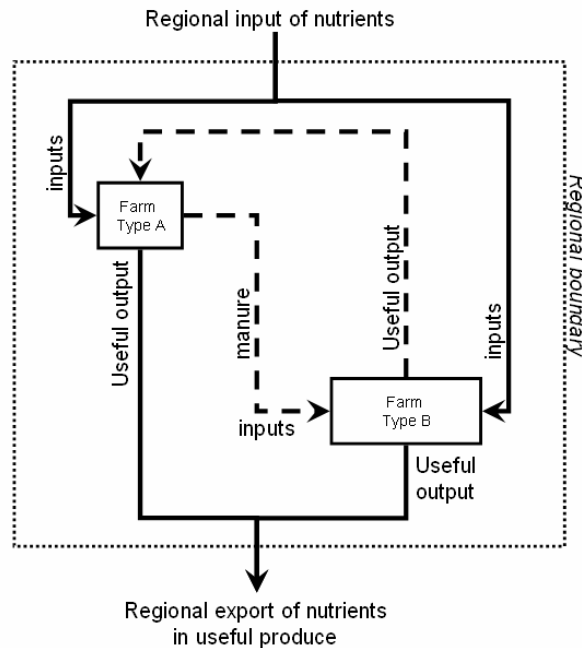 Regional input of nutrients
inputs
Farm
Type A
Useful output
manure
inputs
Useful output
inputs
Regional boundary
Farm
Type B
Useful
output
Regional export of nutrients
in useful produce